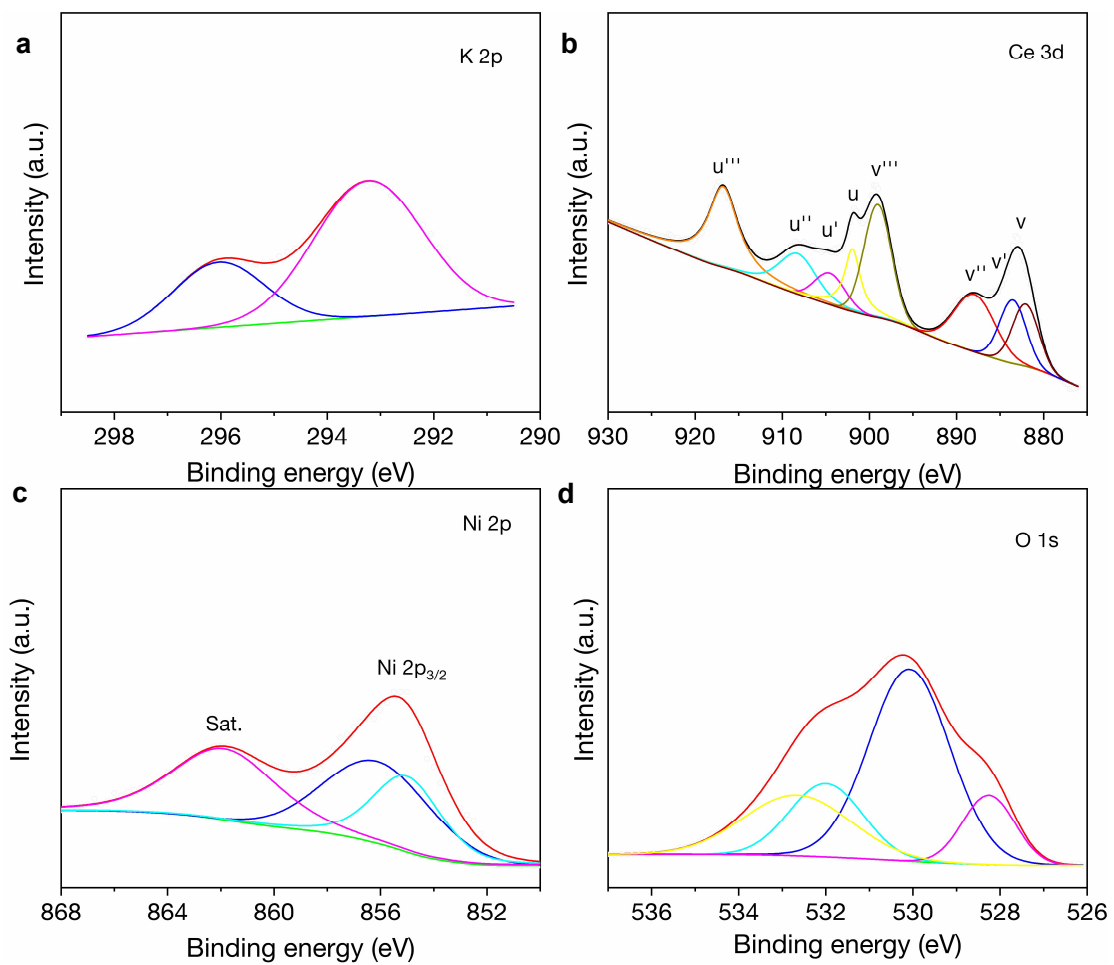 a
K 2p
Intensity (a.u.)
298 296 294 292 290
Binding energy (eV)
b
Ce 3d
u''' u'' u' u v''' v'' v' v
Intensity (a.u.)
930 920 910 900 890 880
Binding energy (eV)
c
Ni 2p
Ni 2p3/2
Sat.
Intensity (a.u.)
868 864 860 856 852
Binding energy (eV)
d
O 1s
Intensity (a.u.)
536 534 532 530 528 526
Binding energy (eV)